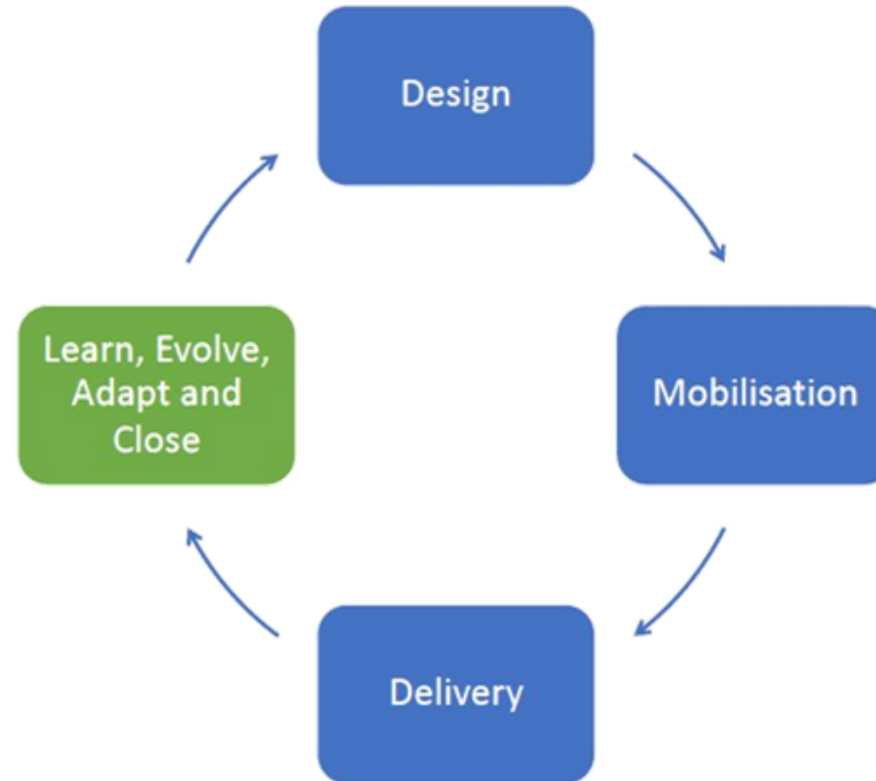 Design
Learn, Evolve,
Adapt and
Close
Mobilisation
Delivery